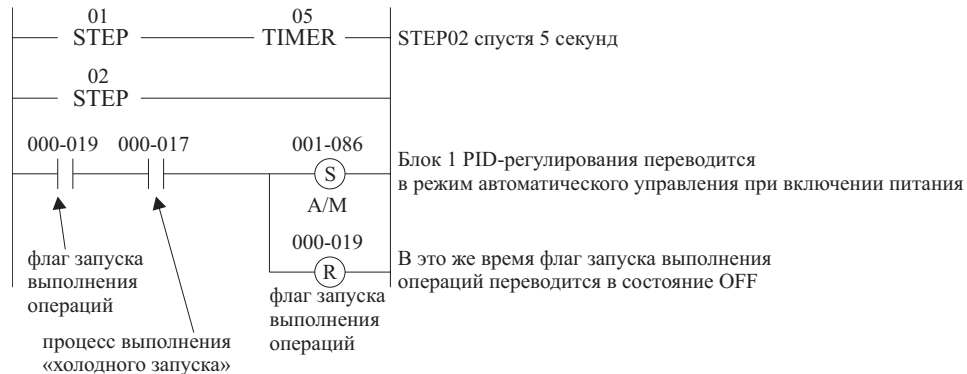 01 05
STEP TIMER STEP02 спустя 5 секунд
02
STEP
000-019 000-017 001-086
S
A/M
Блок 1 PID-регулирования переводится
в режим автоматического управления при включении питания
000-019
R
В это же время флаг запуска выполнения
операций переводится в состояние OFF
флаг запуска
выполнения
операций
флаг запуска
выполнения
операций
процесс выполнения
«холодного запуска»